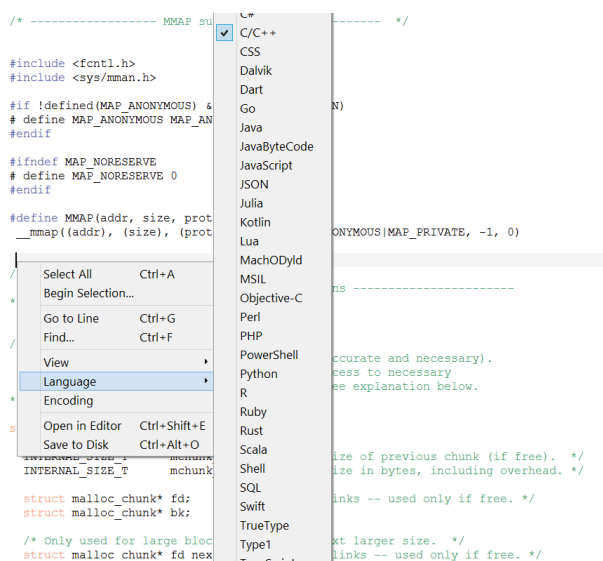 /* ------------------ MMAP su
---------- */
#include <fcntl.h>
#include <sys/mman.h>
#if !defined(MAP_ANONYMOUS) &
N)
# define MAP_ANONYMOUS MAP_AN
#endif
#ifndef MAP_NORESERVE
# define MAP_NORESERVE 0
#endif
#define MMAP(addr, size, prot
__mmap((addr), (size), (prot
ONYMOUS|MAP_PRIVATE, -1, 0)
Select All Ctrl+A
Begin Selection...
Go to Line Ctrl+G
Find... Ctrl+F
View
Language
Encoding
Open in Editor Ctrl+Shift+E
Save to Disk Ctrl+Alt+O
C#
C/C++
CSS
Dalvik
Dart
Go
Java
JavaByteCode
JavaScript
JSON
Julia
Kotlin
Lua
MachODyld
MSIL
Objective-C
Perl
PHP
PowerShell
Python
R
Ruby
Rust
Scala
Shell
SQL
Swift
TrueType
Type1
ns -----------------------
ccurate and necessary).
cess to necessary
ee explanation below.
INTERNAL_SIZE_T mchunk
ize of previous chunk (if free). */
INTERNAL_SIZE_T mchunk
ize in bytes, including overhead. */
struct malloc_chunk* fd;
inks -- used only if free. */
struct malloc_chunk* bk;
/* Only used for large bloc
xt larger size. */
struct malloc_chunk* fd_nex
links -- used only if free. */